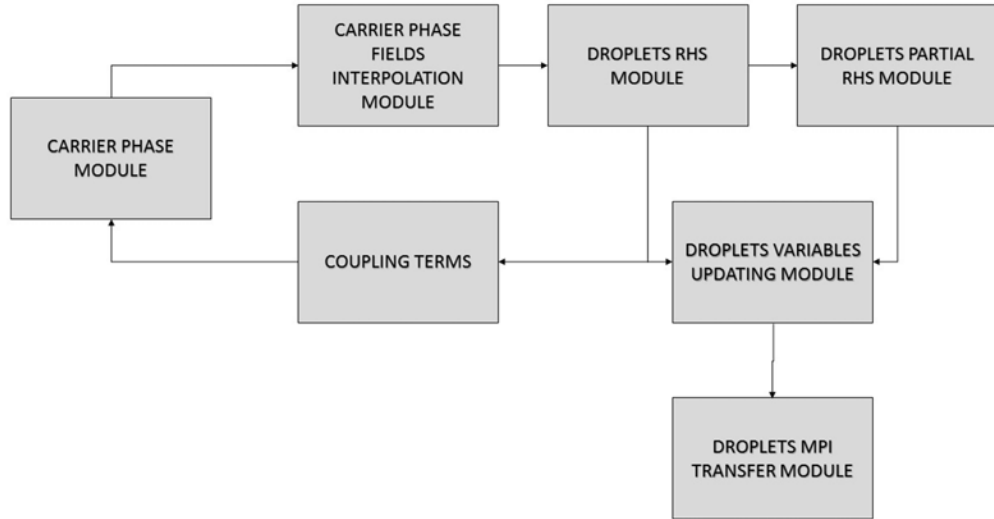 CARRIER PHASE
FIELDS
INTERPOLATION
MODULE
DROPLETS RHS
MODULE
DROPLETS PARTIAL
RHS MODULE
CARRIER PHASE
MODULE
COUPLING TERMS
DROPLETS VARIABLES
UPDATING MODULE
DROPLETS MPI
TRANSFER MODULE